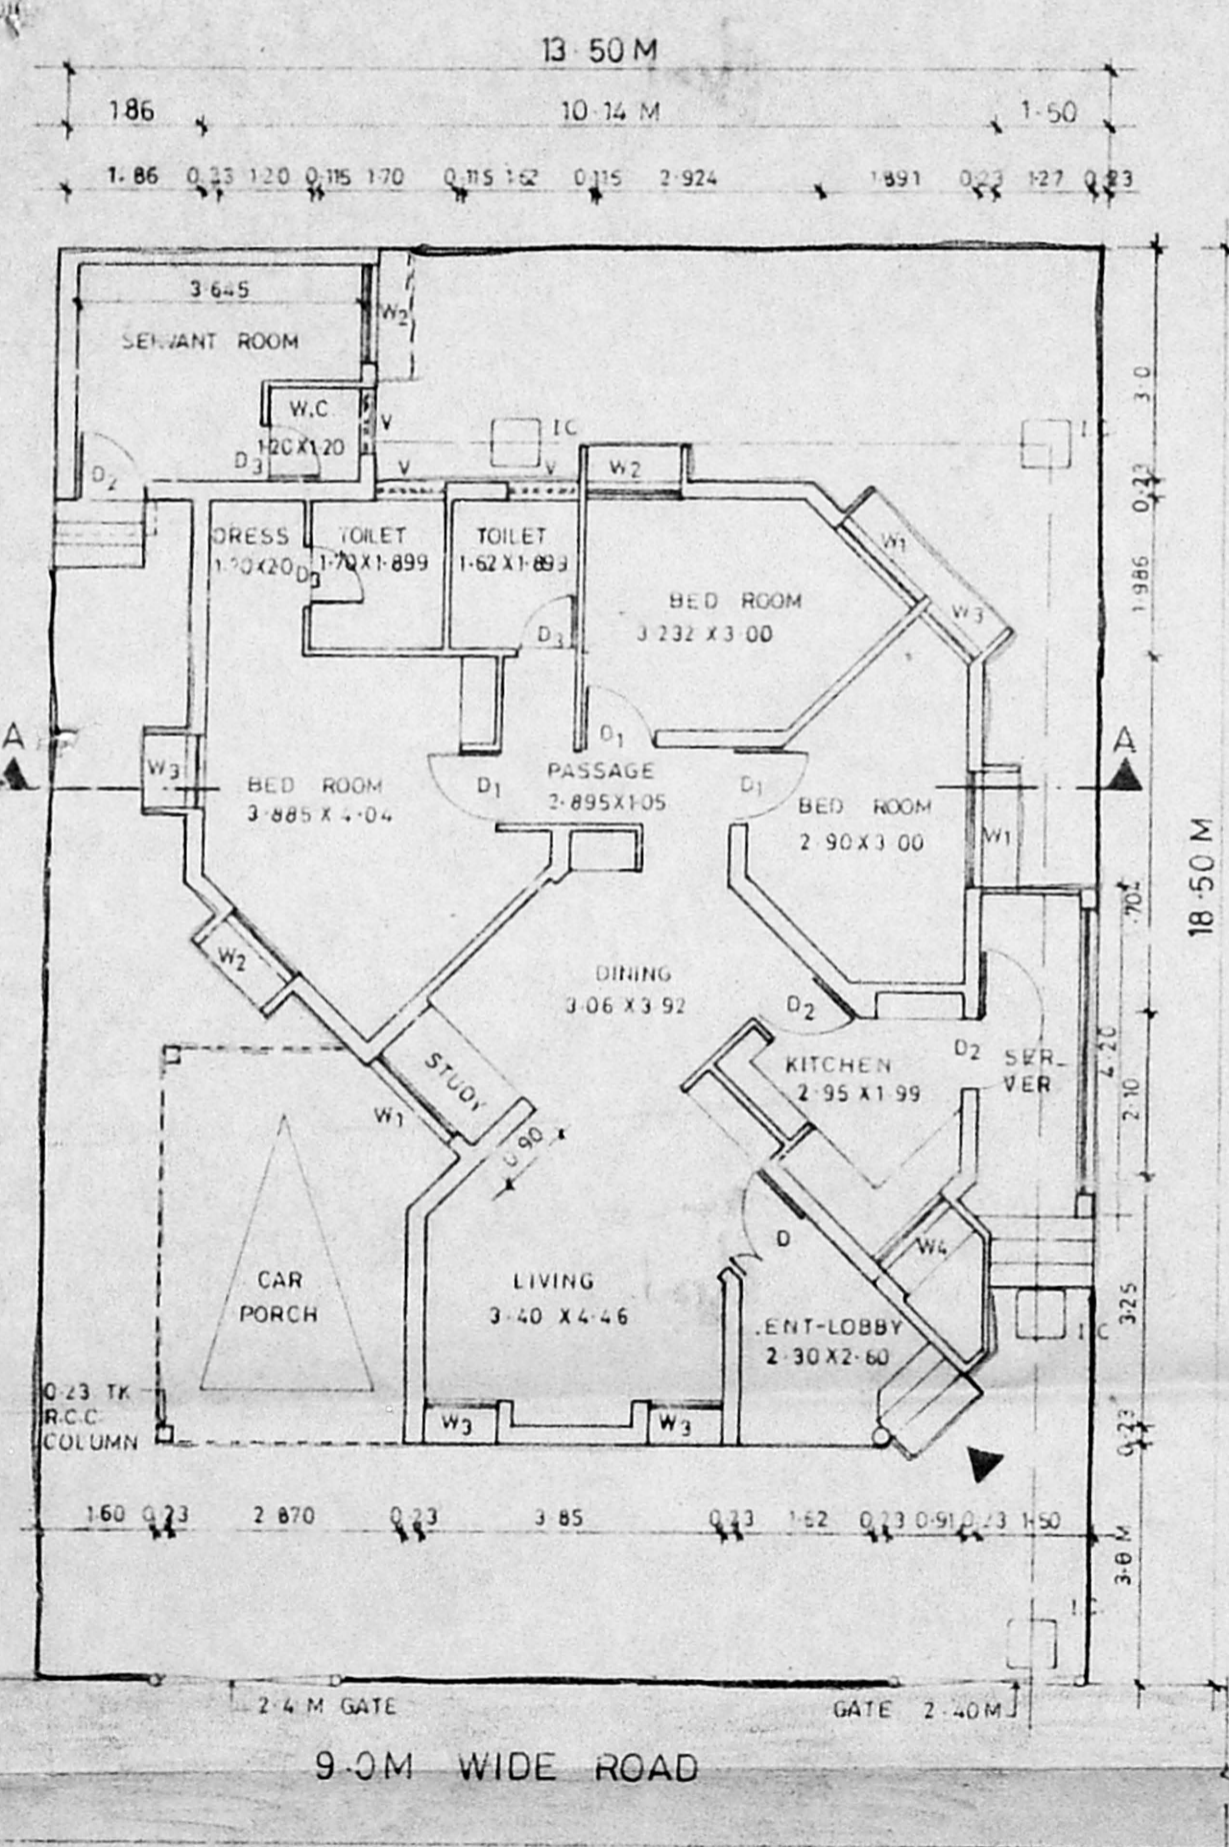 13·50 M
1·86 10·14 M 1·50
1·86 0·23 1·20 0·115 1·70 0·115 1·62 0·115 2·924 1·891 0·23 1·27 0·23
3·645
SERVANT ROOM
W2
W.C
1·20X1·20
D3
D2
V
V
V
IC
W2
3·0
0·23
1·986
DRESS
D3
TOILET
1·70X1·899
TOILET
1·62X1·899
D3
BED ROOM
3·232 X 3·00
W1
W3
D1
A
A
W3
BED ROOM
3·885 X 4·04
D1
PASSAGE
2·895X1·05
D1
BED ROOM
2·90X3·00
W1
18·50 M
·704
W2
DINING
3·06 X 3·92
D2
STUDY
KITCHEN
2·95 X 1·99
D2
SER-
VER
4·20
2·10
W1
0·90
D
W4
CAR
PORCH
LIVING
3·40 X 4·46
ENT-LOBBY
2·30X2·60
3·25
0·23 TK
R.C.C.
COLUMN
W3
W3
0·23
1·60 0·23 2·870 0·23 3·85 0·23 1·62 0·23 0·91 0·23 1·50
3·8 M
2·4 M GATE
GATE 2·40M
9·0M WIDE ROAD